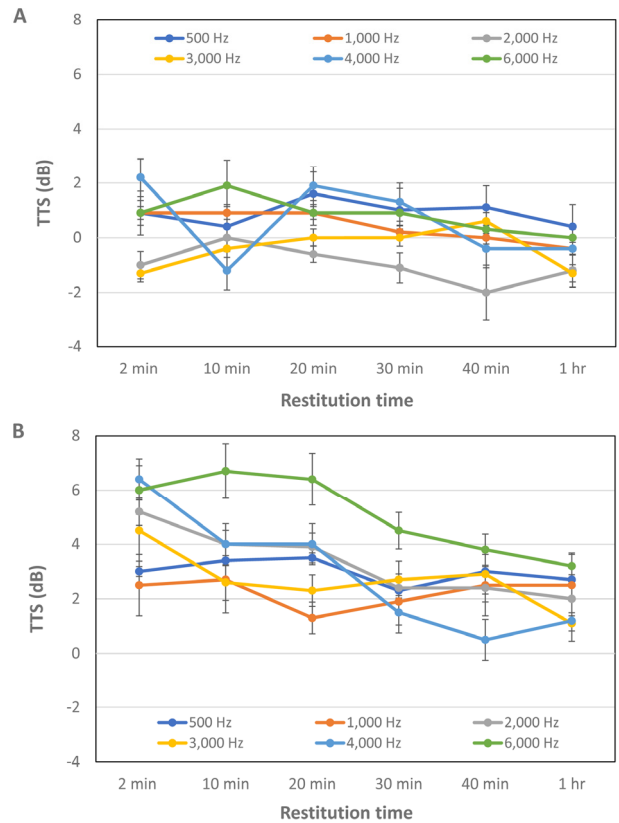 A
8
500 Hz 1,000 Hz 2,000 Hz
3,000 Hz 4,000 Hz 6,000 Hz
6
4
2
0
-2
-4
TTS (dB)
2 min 10 min 20 min 30 min 40 min 1 hr
Restitution time
B
8
6
4
2
0
-2
-4
TTS (dB)
500 Hz 1,000 Hz 2,000 Hz
3,000 Hz 4,000 Hz 6,000 Hz
2 min 10 min 20 min 30 min 40 min 1 hr
Restitution time